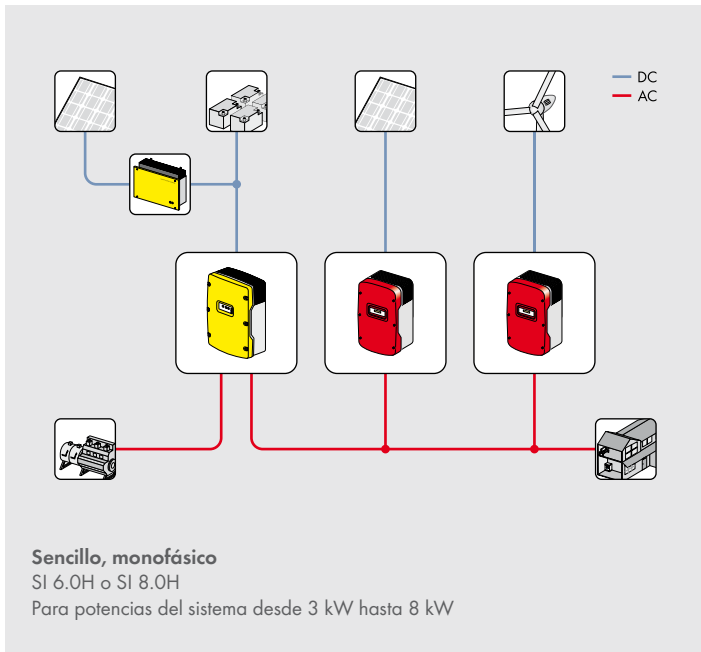 DC
AC
Sencillo, monofásico
SI 6.0H o SI 8.0H
Para potencias del sistema desde 3 kW hasta 8 kW